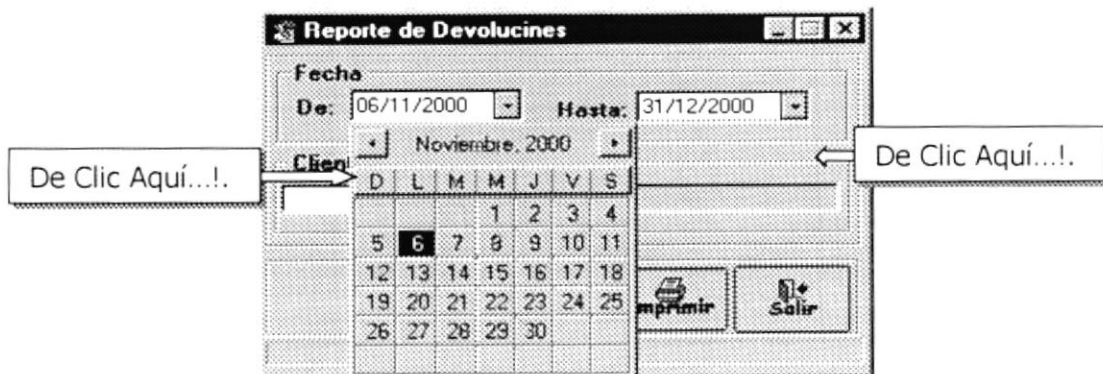 Reporte de Devolucines
Fecha
De: 06/11/2000 Hasta: 31/12/2000
Noviembre, 2000
Clien
De Clic Aquí...!.
De Clic Aquí...!.
D L M M J V S
1 2 3 4
5 6 7 8 9 10 11
12 13 14 15 16 17 18
mprimir Salir
19 20 21 22 23 24 25
26 27 28 29 30